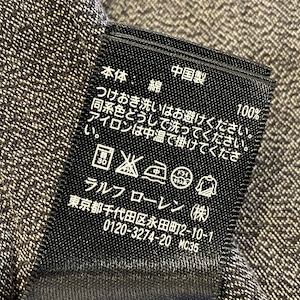 中国製
本体: 綿 100%
つけおき洗いはお避けください。
同系色どうしで洗ってください。
アイロンは中温で掛けてください。
ラルフ ローレン (株)
東京都千代田区永田町2-10-1
0120-3274-20 MC35